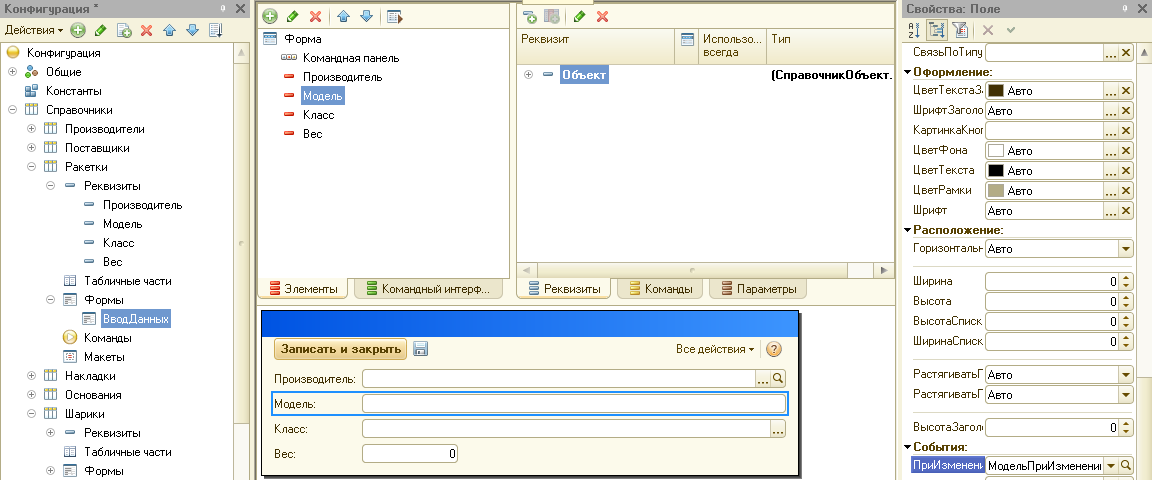 Конфигурация *
Действия
Конфигурация
Общие
Константы
Справочники
Производители
Поставщики
Ракетки
Реквизиты
Производитель
Модель
Класс
Вес
Табличные части
Формы
ВводДанных
Команды
Макеты
Накладки
Основания
Шарики
Реквизиты
Табличные части
Формы
Форма
Командная панель
Производитель
Модель
Класс
Вес
Элементы
Командный интерф...
Реквизит
Использо... всегда
Тип
Объект
(СправочникОбъект.
Реквизиты
Команды
Параметры
Записать и закрыть
Все действия
?
Производитель:
...
Модель:
Класс:
...
Вес:
0
Свойства: Поле
СвязьПоТипу
...
Оформление:
ЦветТекстаЗа
Авто
...
ШрифтЗаголо
Авто
...
КартинкаКноп
...
ЦветФона
Авто
...
ЦветТекста
Авто
...
ЦветРамки
Авто
...
Шрифт
Авто
...
Расположение:
Горизонтальн
Авто
Ширина
0
Высота
0
ВысотаСписк
0
ШиринаСписк
0
РастягиватьГ
Авто
РастягиватьГ
Авто
ВысотаЗагол
0
События:
ПриИзменени
МодельПриИзменени